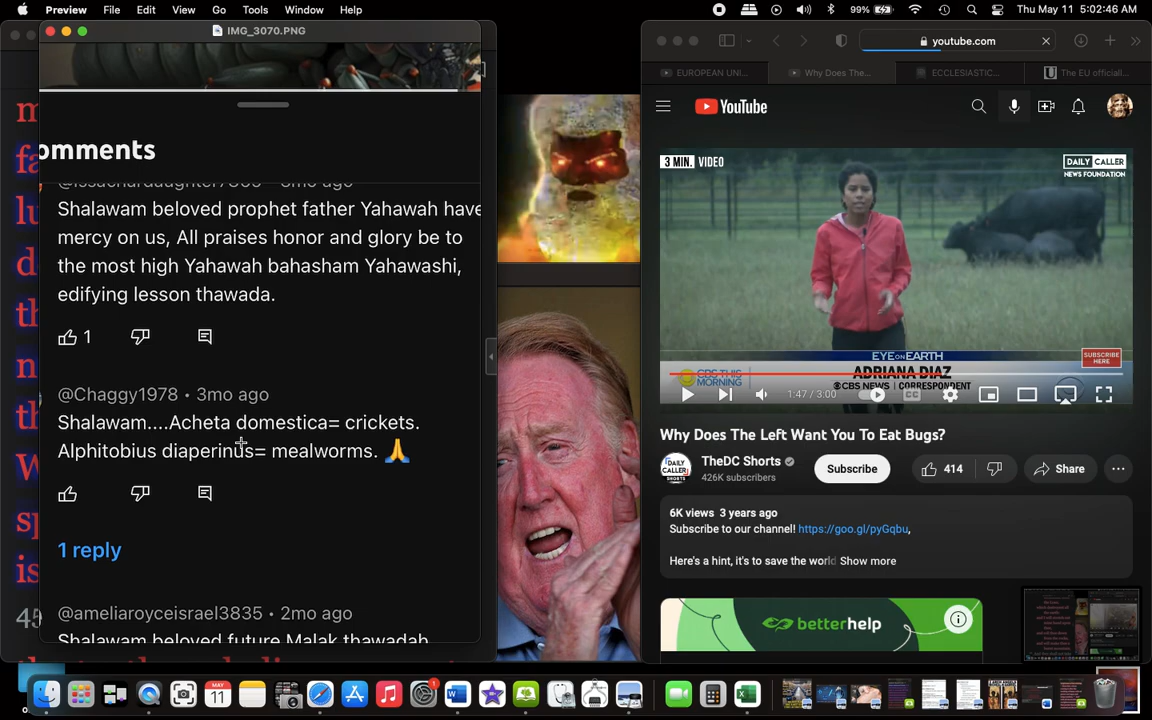 Preview File Edit View Go Tools Window Help
99% Thu May 11 5:02:46 AM
IMG_3070.PNG
omments
Shalawam beloved prophet father Yahawah have
mercy on us, All praises honor and glory be to
the most high Yahawah bahasham Yahawashi,
edifying lesson thawada.
1
@Chaggy1978 • 3mo ago
Shalawam....Acheta domestica= crickets.
Alphitobius diaperinus= mealworms. 🙏
1 reply
@ameliaroyceisrael3835 • 2mo ago
Shalawam beloved future Malak thawadah
youtube.com
EUROPEAN UNI...
Why Does The...
ECCLESIASTIC...
The EU officiall...
YouTube
3 MIN. VIDEO
DAILY CALLER
NEWS FOUNDATION
SUBSCRIBE
HERE
EYE ON EARTH
ADRIANA DIAZ
CBS NEWS | CORRESPONDENT
CBS THIS
MORNING
1:47 / 3:00
Why Does The Left Want You To Eat Bugs?
TheDC Shorts
426K subscribers
Subscribe
414
Share
6K views 3 years ago
Subscribe to our channel! https://goo.gl/pyGqbu,
Here's a hint, it's to save the world Show more
betterhelp
MAY
11
1